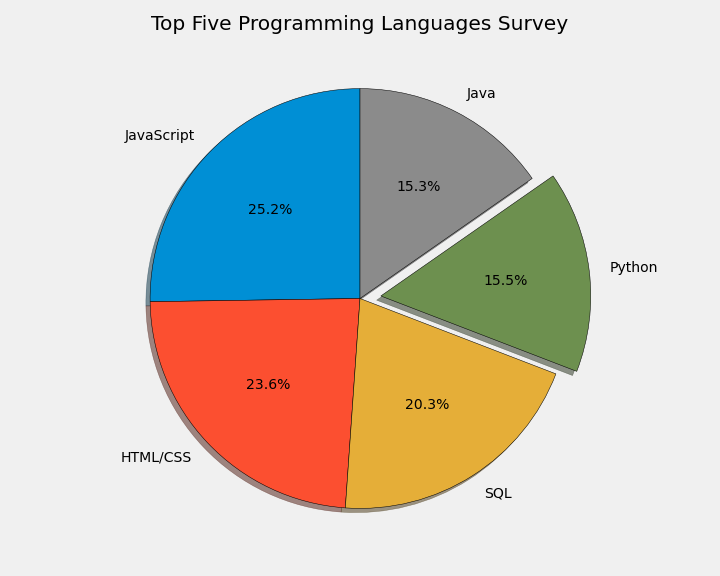 Top Five Programming Languages Survey
Java
JavaScript
15.3%
25.2%
Python
15.5%
23.6%
20.3%
HTML/CSS
SQL